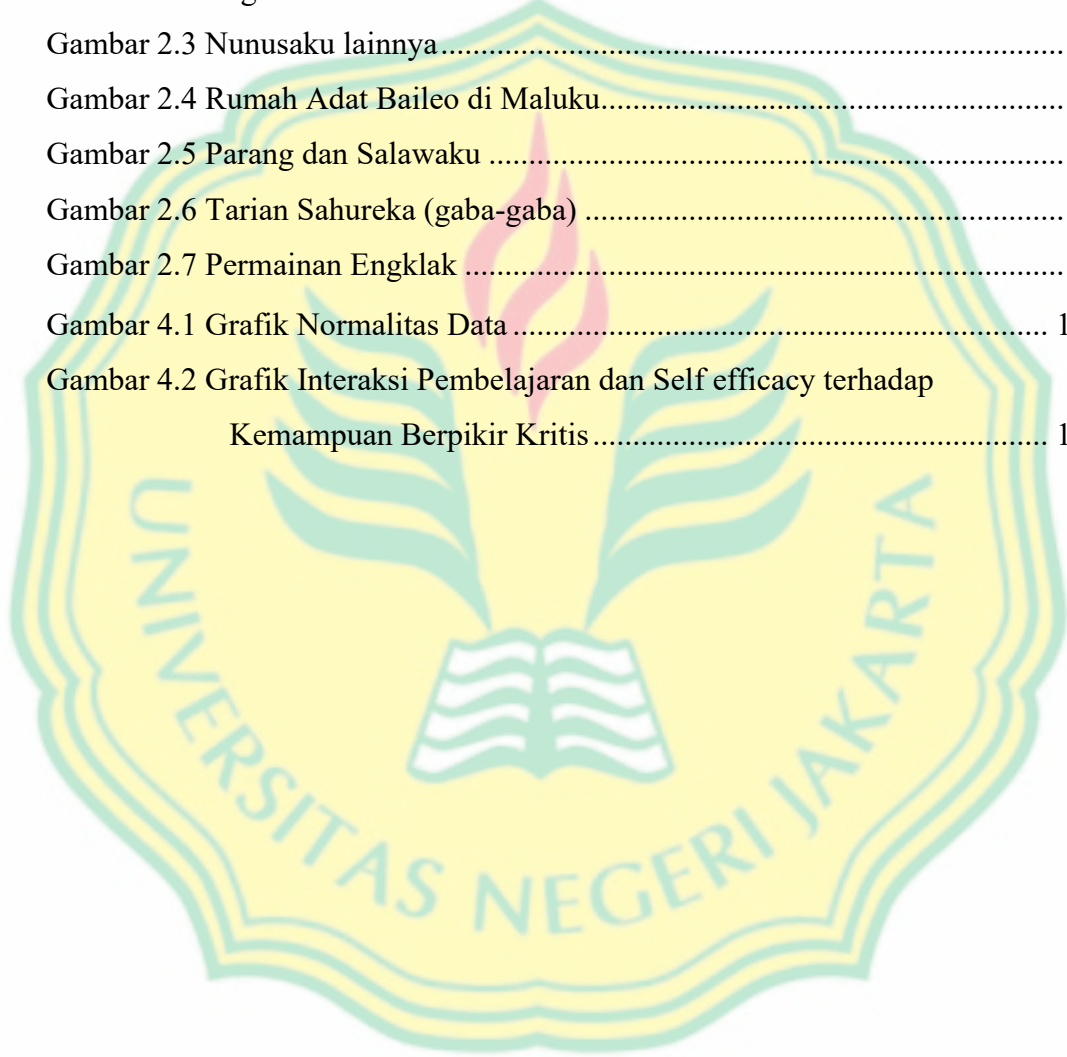 Gambar 2.3 Nunusaku lainnya
Gambar 2.4 Rumah Adat Baileo di Maluku
Gambar 2.5 Parang dan Salawaku
Gambar 2.6 Tarian Sahureka (gaba-gaba)
Gambar 2.7 Permainan Engklak
Gambar 4.1 Grafik Normalitas Data 1
Gambar 4.2 Grafik Interaksi Pembelajaran dan Self efficacy terhadap
Kemampuan Berpikir Kritis 1
UNIVERSITAS NEGERI JAKARTA